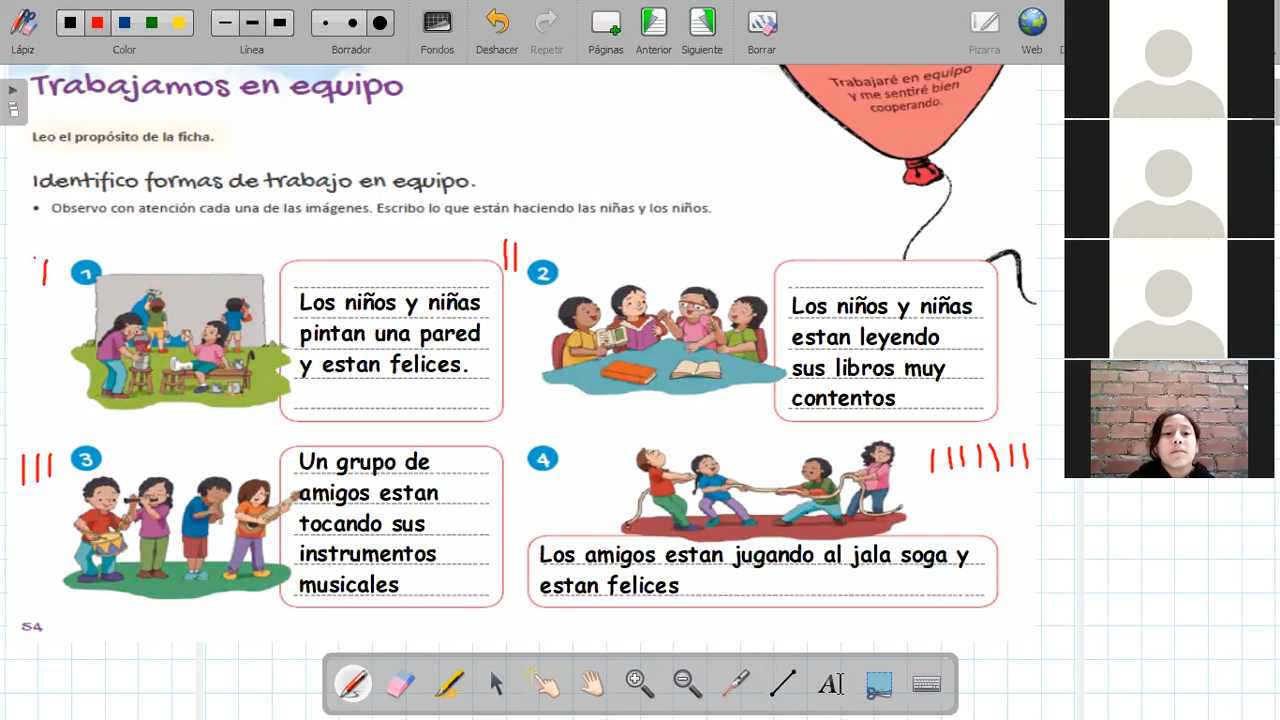 Lápiz
Color
Línea
Borrador
Fondos
Deshacer
Repetir
Páginas
Anterior
Siguiente
Borrar
Pizarra
Web
Trabajamos en equipo
Trabajaré en equipo
y me sentiré bien
cooperando.
Leo el propósito de la ficha.
Identifico formas de trabajo en equipo.
• Observo con atención cada una de las imágenes. Escribo lo que están haciendo las niñas y los niños.
1
Los niños y niñas
pintan una pared
y estan felices.
2
Los niños y niñas
estan leyendo
sus libros muy
contentos
3
Un grupo de
amigos estan
tocando sus
instrumentos
musicales
4
Los amigos estan jugando al jala soga y
estan felices
54